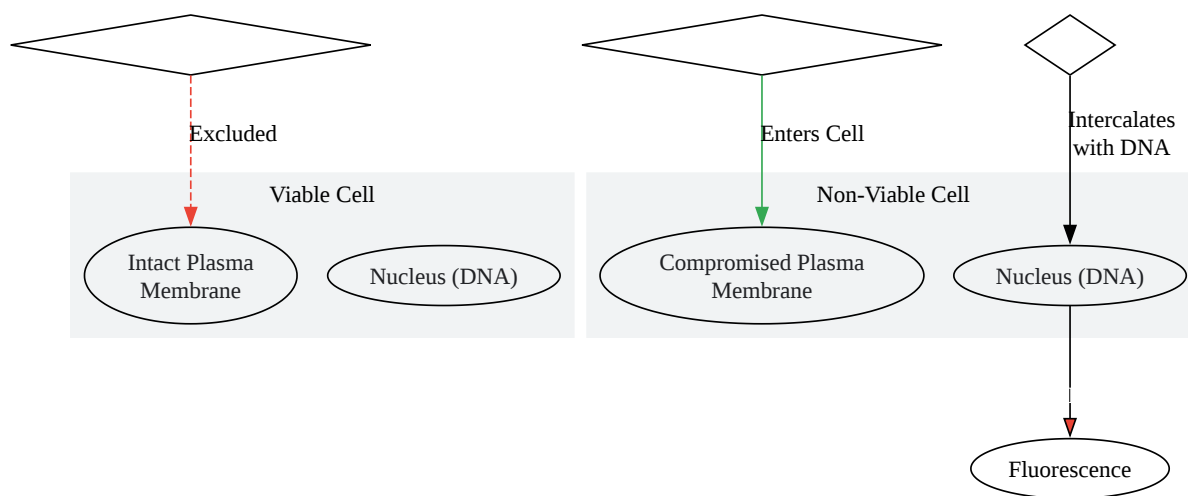 Excluded
Enters Cell
Intercalates
with DNA
Viable Cell
Non-Viable Cell
Intact Plasma
Membrane
Nucleus (DNA)
Compromised Plasma
Membrane
Nucleus (DNA)
Fluorescence